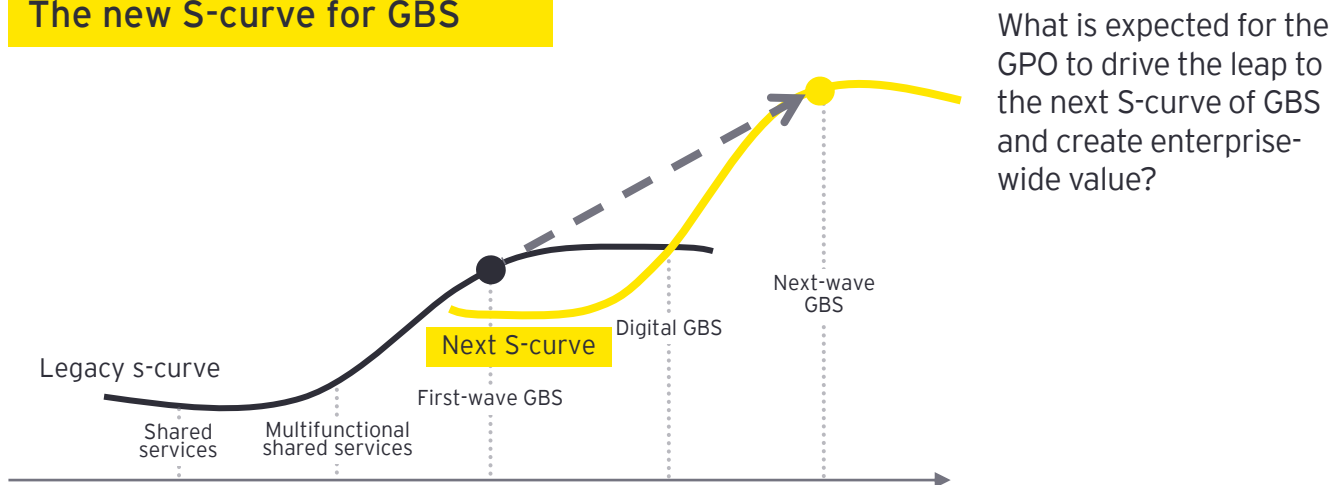 The new S-curve for GBS
What is expected for the
GPO to drive the leap to
the next S-curve of GBS
and create enterprise-
wide value?
Next-wave
GBS
Digital GBS
Next S-curve
Legacy s-curve
First-wave GBS
Shared
services
Multifunctional
shared services